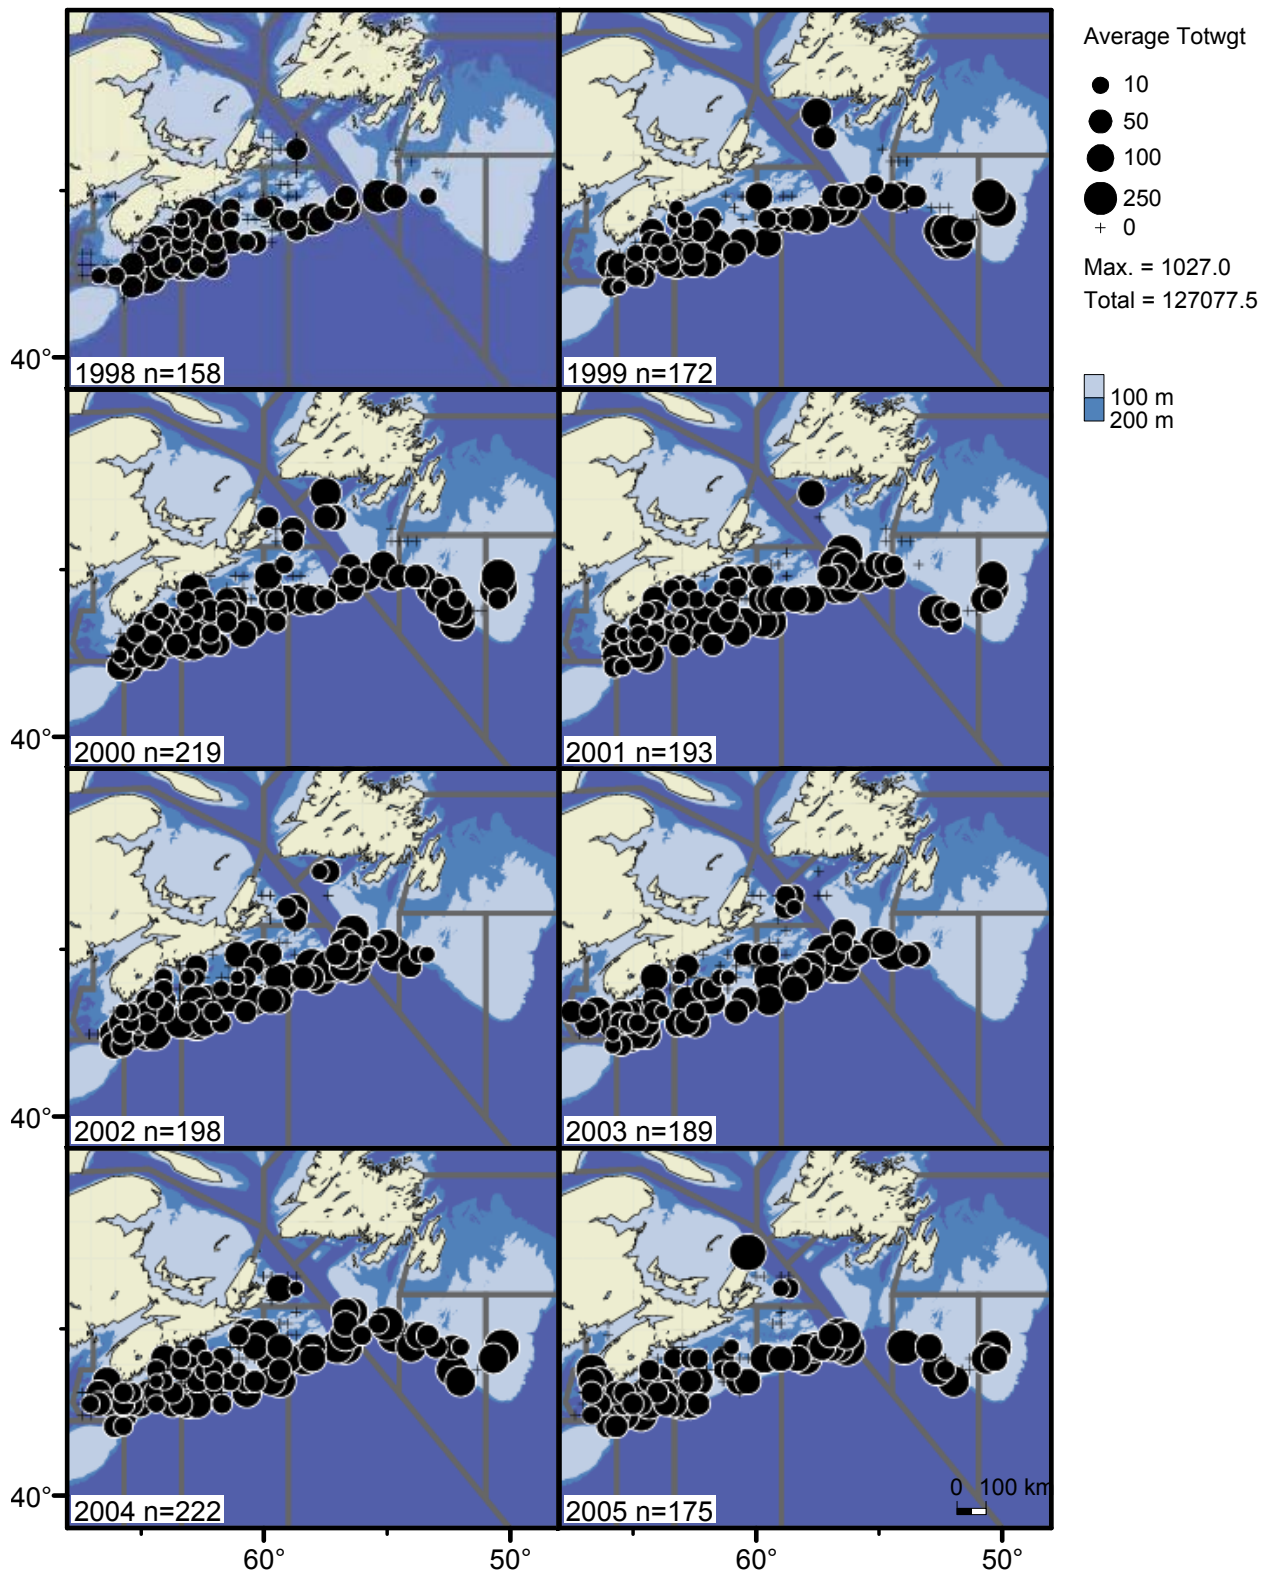 Average Totwgt
10
50
100
250
+ 0
Max. = 1027.0
Total = 127077.5
100 m
200 m
40°
1998 n=158
1999 n=172
40°
2000 n=219
2001 n=193
40°
2002 n=198
2003 n=189
0 100 km
40°
2004 n=222
2005 n=175
60°
50°
60°
50°